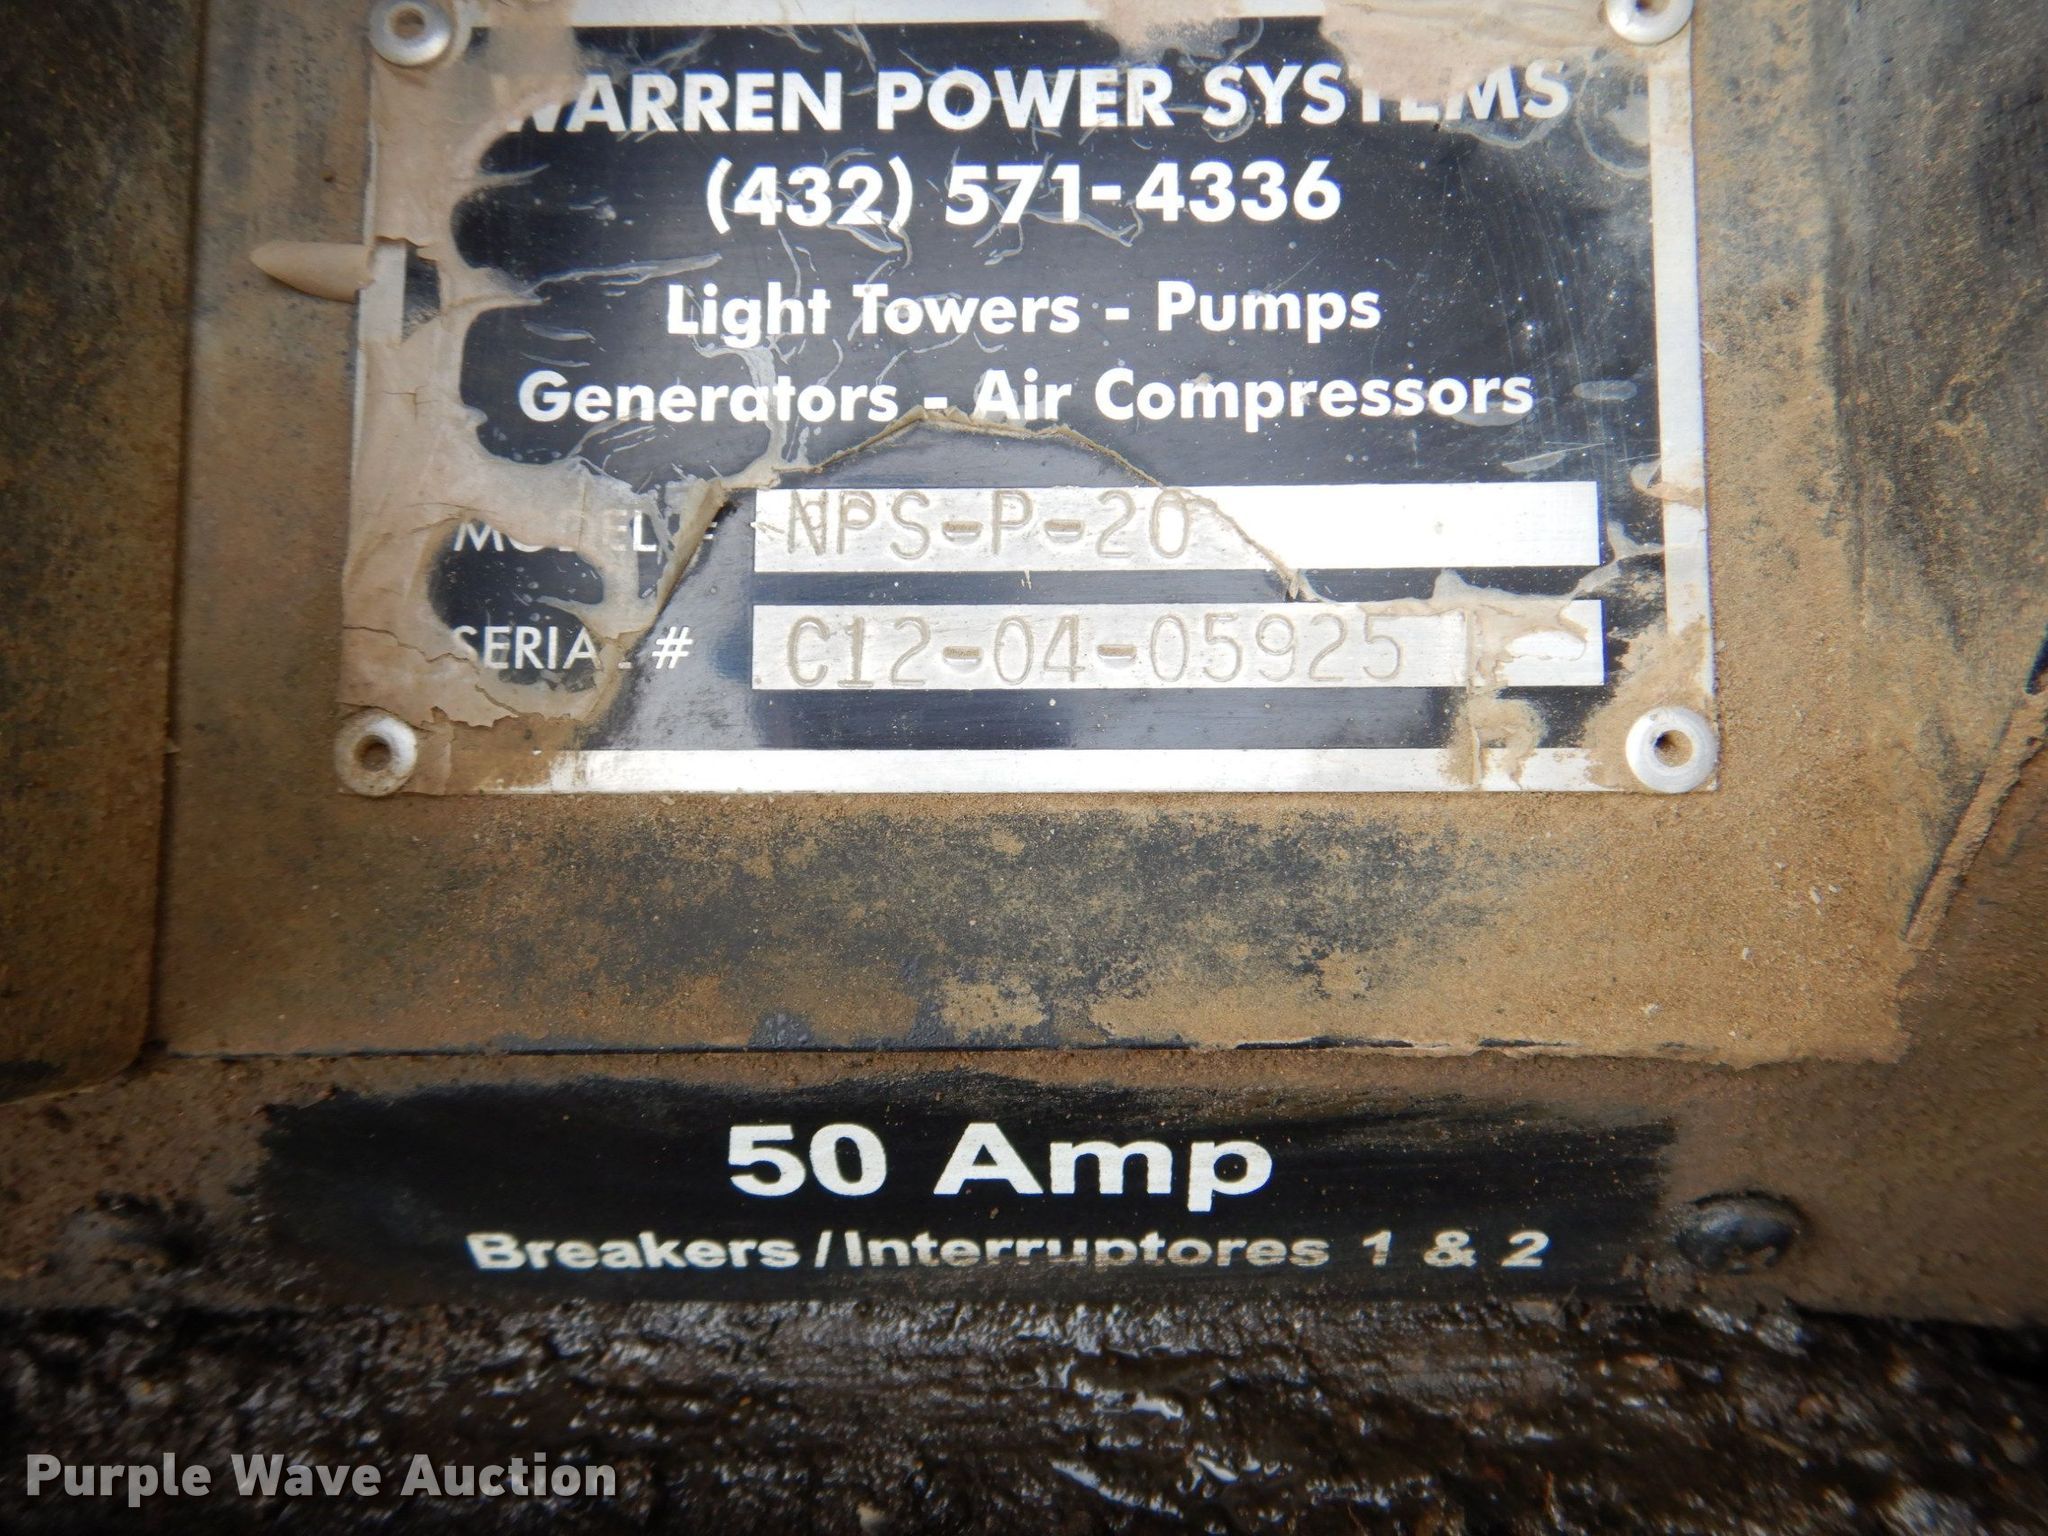 WARREN POWER SYSTEMS
(432) 571-4336
Light Towers - Pumps
Generators - Air Compressors
MODEL # NPS-P-20
SERIAL # C12-04-05925
50 Amp
Breakers / Interruptores 1 & 2
Purple Wave Auction